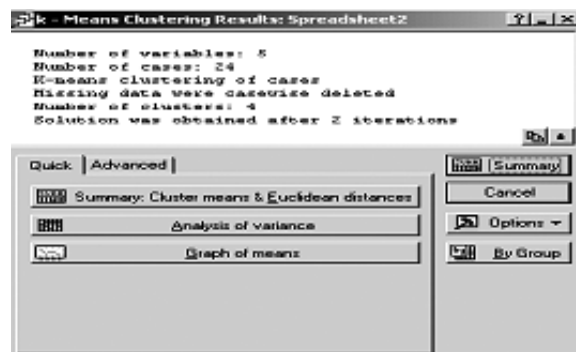 k - Means Clustering Results: Spreadsheet2
Number of variables:
Number of cases: 24
K-means clustering of cases
Missing data were casewise deleted
Number of clusters: 4
Solution was obtained after 2 iterations
Quick
Advanced
Summary
Summary: Cluster means & Euclidean distances
Cancel
Analysis of variance
Options
Graph of means
By Group